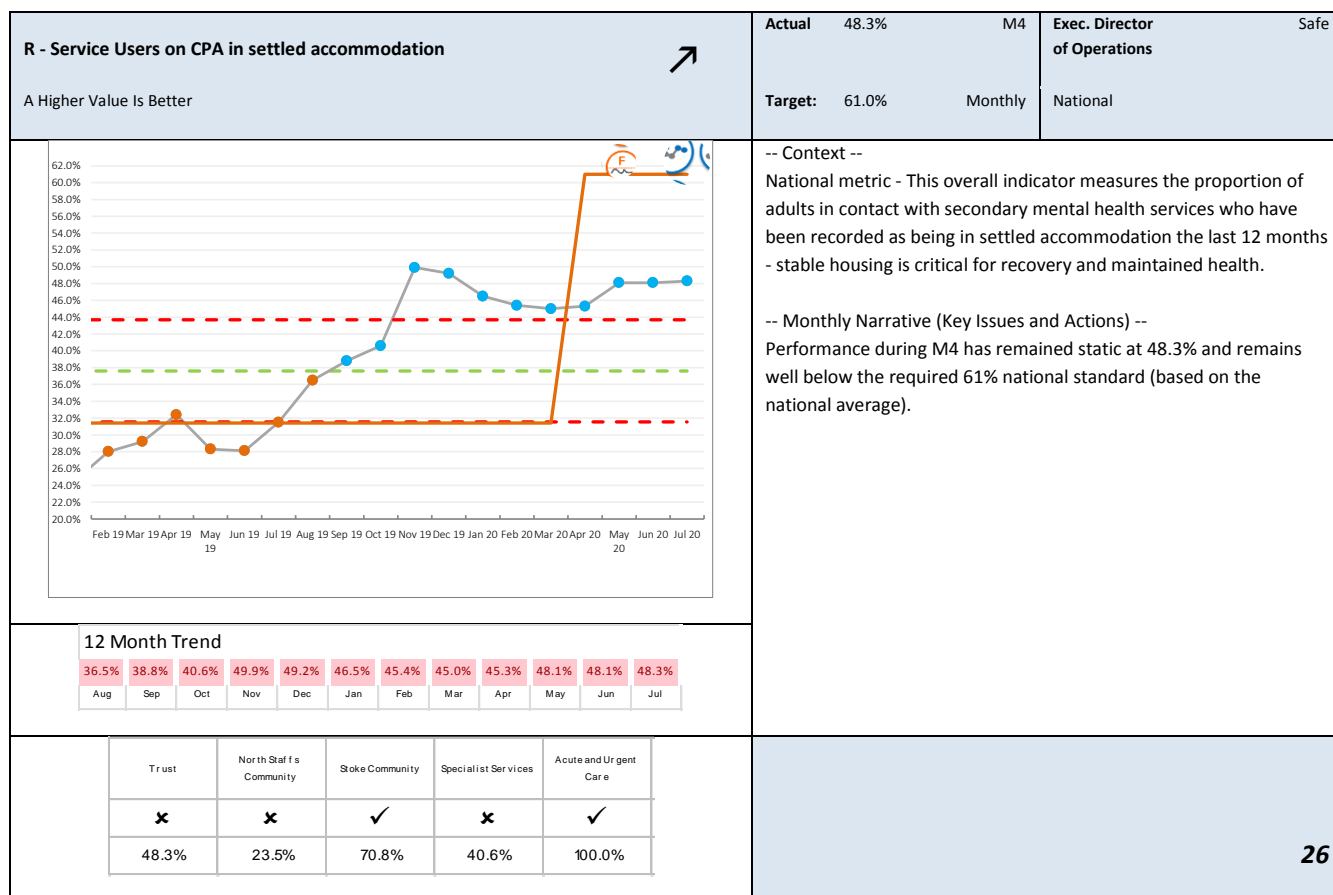 R - Service Users on CPA in settled accommodation
↗
A Higher Value Is Better
Actual 48.3% M4
Target: 61.0% Monthly
Exec. Director Safe
of Operations
National
F
62.0%
60.0%
58.0%
56.0%
54.0%
52.0%
50.0%
48.0%
46.0%
44.0%
42.0%
40.0%
38.0%
36.0%
34.0%
32.0%
30.0%
28.0%
26.0%
24.0%
22.0%
20.0%
Feb 19 Mar 19 Apr 19 May 19 Jun 19 Jul 19 Aug 19 Sep 19 Oct 19 Nov 19 Dec 19 Jan 20 Feb 20 Mar 20 Apr 20 May 20 Jun 20 Jul 20
-- Context --
National metric - This overall indicator measures the proportion of
adults in contact with secondary mental health services who have
been recorded as being in settled accommodation the last 12 months
- stable housing is critical for recovery and maintained health.
-- Monthly Narrative (Key Issues and Actions) --
Performance during M4 has remained static at 48.3% and remains
well below the required 61% national standard (based on the
national average).
12 Month Trend
36.5% 38.8% 40.6% 49.9% 49.2% 46.5% 45.4% 45.0% 45.3% 48.1% 48.1% 48.3%
Aug Sep Oct Nov Dec Jan Feb Mar Apr May Jun Jul
Trust
North Staffs
Community
Stoke Community
Specialist Services
Acute and Urgent
Care
✘ ✘ ✓ ✘ ✓
48.3% 23.5% 70.8% 40.6% 100.0%
26